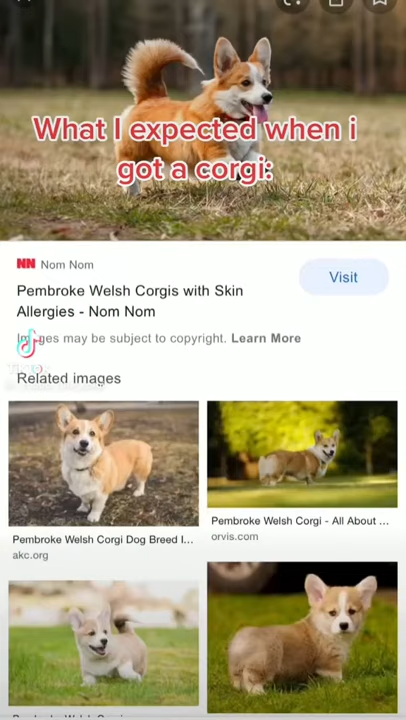 What I expected when i
got a corgi:
NN Nom Nom
Visit
Pembroke Welsh Corgis with Skin
Allergies - Nom Nom
Images may be subject to copyright. Learn More
Related images
Pembroke Welsh Corgi Dog Breed I...
akc.org
Pembroke Welsh Corgi - All About ...
orvis.com